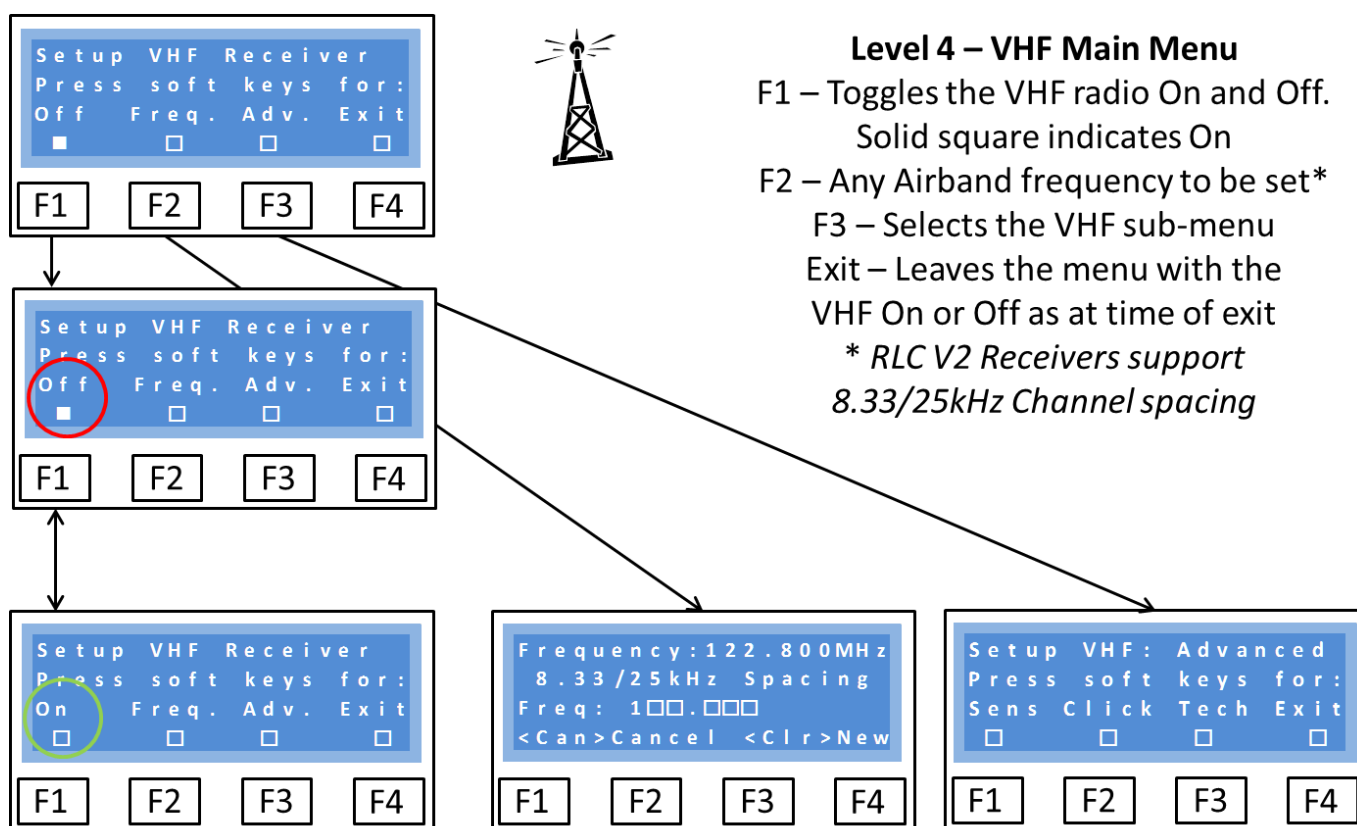 Setup VHF Receiver
Press soft keys for:
Off Freq. Adv. Exit
F1 F2 F3 F4
Level 4 – VHF Main Menu
F1 – Toggles the VHF radio On and Off.
Solid square indicates On
F2 – Any Airband frequency to be set*
F3 – Selects the VHF sub-menu
Exit – Leaves the menu with the
VHF On or Off as at time of exit
* RLC V2 Receivers support
8.33/25kHz Channel spacing
Setup VHF Receiver
Press soft keys for:
Off Freq. Adv. Exit
F1 F2 F3 F4
Setup VHF Receiver
Press soft keys for:
On Freq. Adv. Exit
F1 F2 F3 F4
Frequency:122.800MHz
8.33/25kHz Spacing
Freq: 1□□.□□□
<Can>Cancel <Clr>New
F1 F2 F3 F4
Setup VHF: Advanced
Press soft keys for:
Sens Click Tech Exit
F1 F2 F3 F4